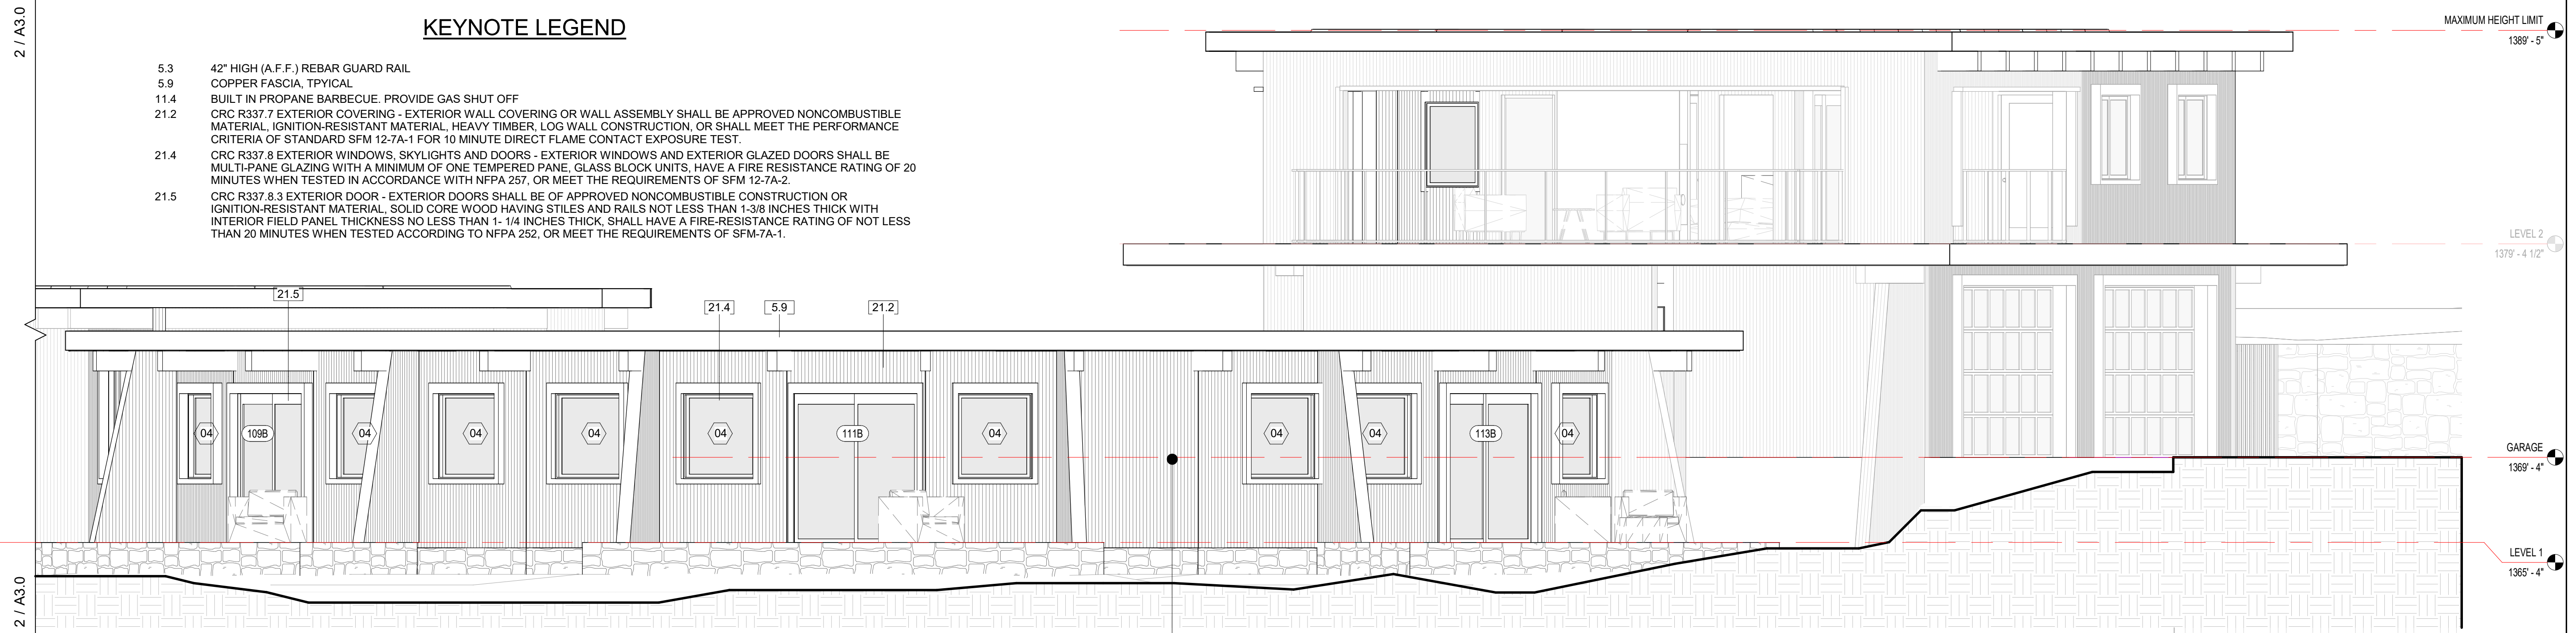 2 / A3.0
KEYNOTE LEGEND
5.3 42" HIGH (A.F.F.) REBAR GUARD RAIL
5.9 COPPER FASCIA, TPYICAL
11.4 BUILT IN PROPANE BARBECUE. PROVIDE GAS SHUT OFF
21.2 CRC R337.7 EXTERIOR COVERING - EXTERIOR WALL COVERING OR WALL ASSEMBLY SHALL BE APPROVED NONCOMBUSTIBLE
MATERIAL, IGNITION-RESISTANT MATERIAL, HEAVY TIMBER, LOG WALL CONSTRUCTION, OR SHALL MEET THE PERFORMANCE
CRITERIA OF STANDARD SFM 12-7A-1 FOR 10 MINUTE DIRECT FLAME CONTACT EXPOSURE TEST.
21.4 CRC R337.8 EXTERIOR WINDOWS, SKYLIGHTS AND DOORS - EXTERIOR WINDOWS AND EXTERIOR GLAZED DOORS SHALL BE
MULTI-PANE GLAZING WITH A MINIMUM OF ONE TEMPERED PANE, GLASS BLOCK UNITS, HAVE A FIRE RESISTANCE RATING OF 20
MINUTES WHEN TESTED IN ACCORDANCE WITH NFPA 257, OR MEET THE REQUIREMENTS OF SFM 12-7A-2.
21.5 CRC R337.8.3 EXTERIOR DOOR - EXTERIOR DOORS SHALL BE OF APPROVED NONCOMBUSTIBLE CONSTRUCTION OR
IGNITION-RESISTANT MATERIAL, SOLID CORE WOOD HAVING STILES AND RAILS NOT LESS THAN 1-3/8 INCHES THICK WITH
INTERIOR FIELD PANEL THICKNESS NO LESS THAN 1- 1/4 INCHES THICK, SHALL HAVE A FIRE-RESISTANCE RATING OF NOT LESS
THAN 20 MINUTES WHEN TESTED ACCORDING TO NFPA 252, OR MEET THE REQUIREMENTS OF SFM-7A-1.
MAXIMUM HEIGHT LIMIT
1389' - 5"
LEVEL 2
1379' - 4 1/2"
21.5
21.4
5.9
21.2
04
109B
04
04
04
04
111B
04
04
04
113B
04
GARAGE
1369' - 4"
LEVEL 1
1365' - 4"
2 / A3.0